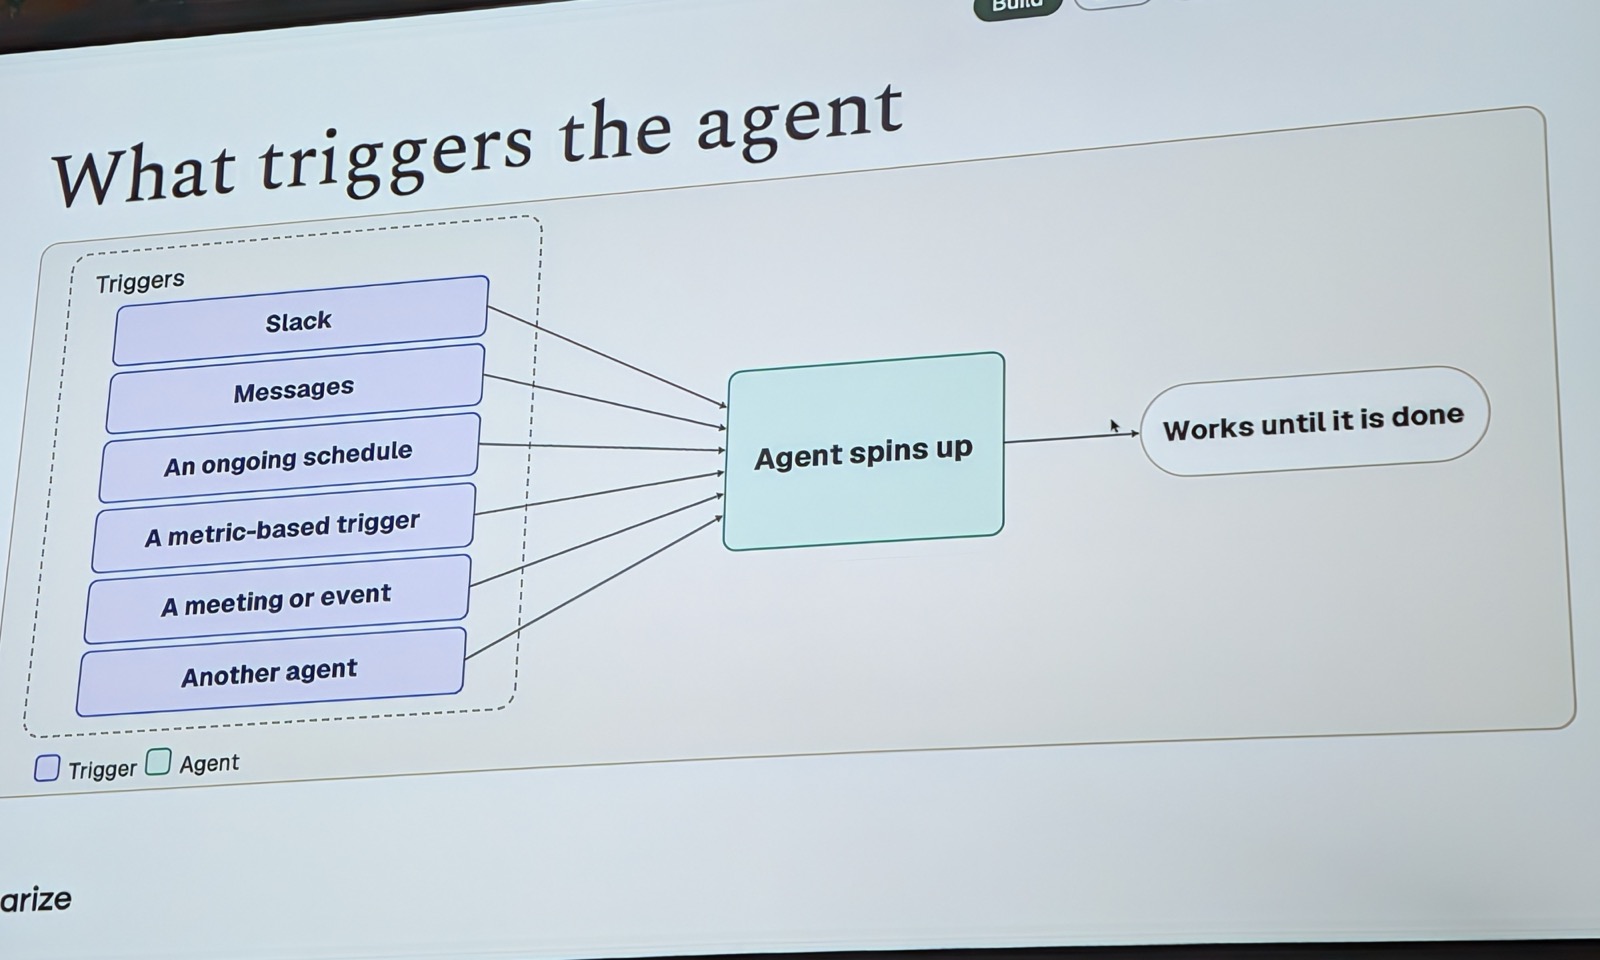 Build
What triggers the agent
Triggers
Slack
Messages
An ongoing schedule
A metric-based trigger
A meeting or event
Another agent
Agent spins up
Works until it is done
Trigger
Agent
arize